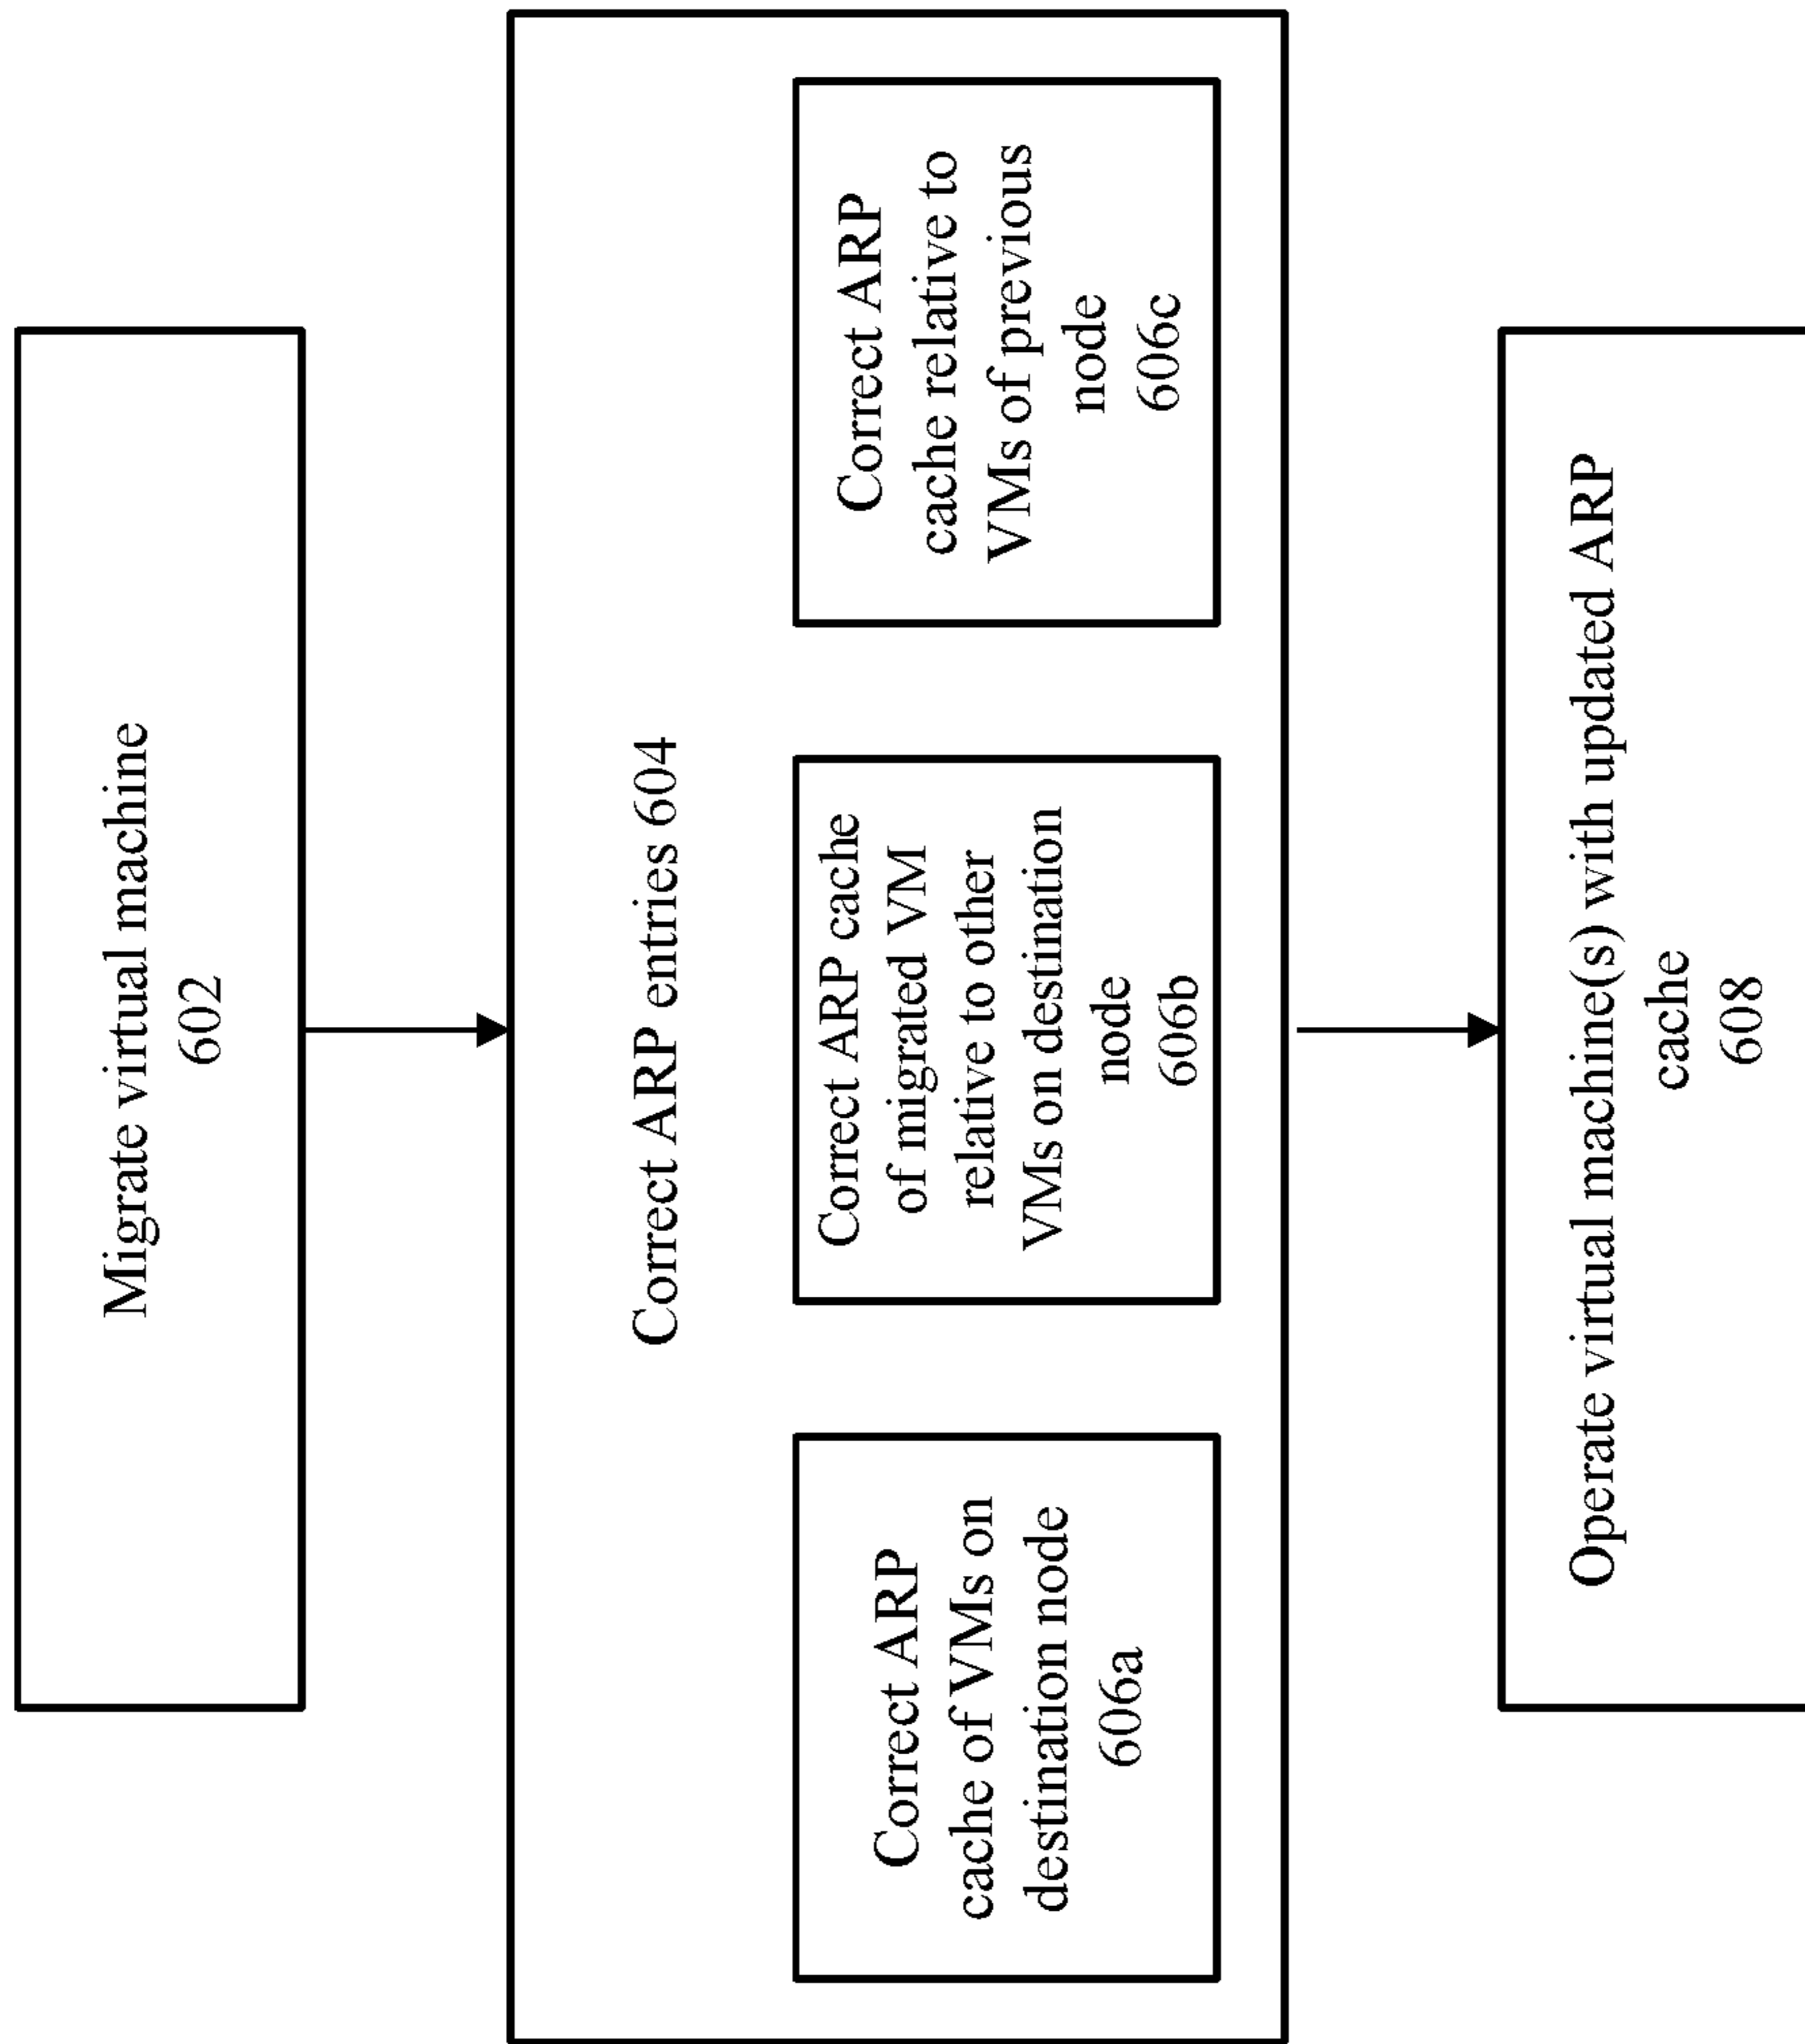 Migrate virtual machine
602
Correct ARP entries 604
Correct ARP
cache of VMs on
destination node
606a
Correct ARP cache
of migrated VM
relative to other
VMs on destination
node
606b
Correct ARP
cache relative to
VMs of previous
node
606c
Operate virtual machine(s) with updated ARP
cache
608